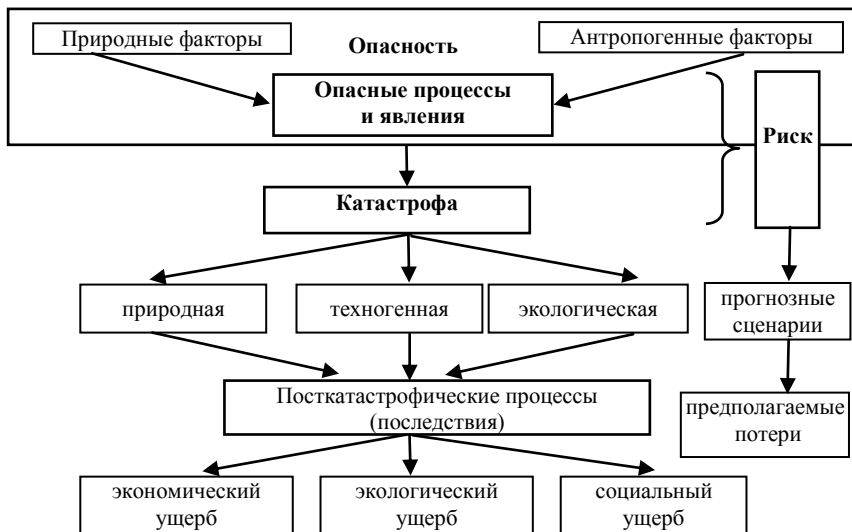 Природные факторы
Опасность
Антропогенные факторы
Опасные процессы
и явления
Риск
Катастрофа
природная
техногенная
экологическая
прогнозные
сценарии
Посткатастрофические процессы
(последствия)
предполагаемые
потери
экономический
ущерб
экологический
ущерб
социальный
ущерб